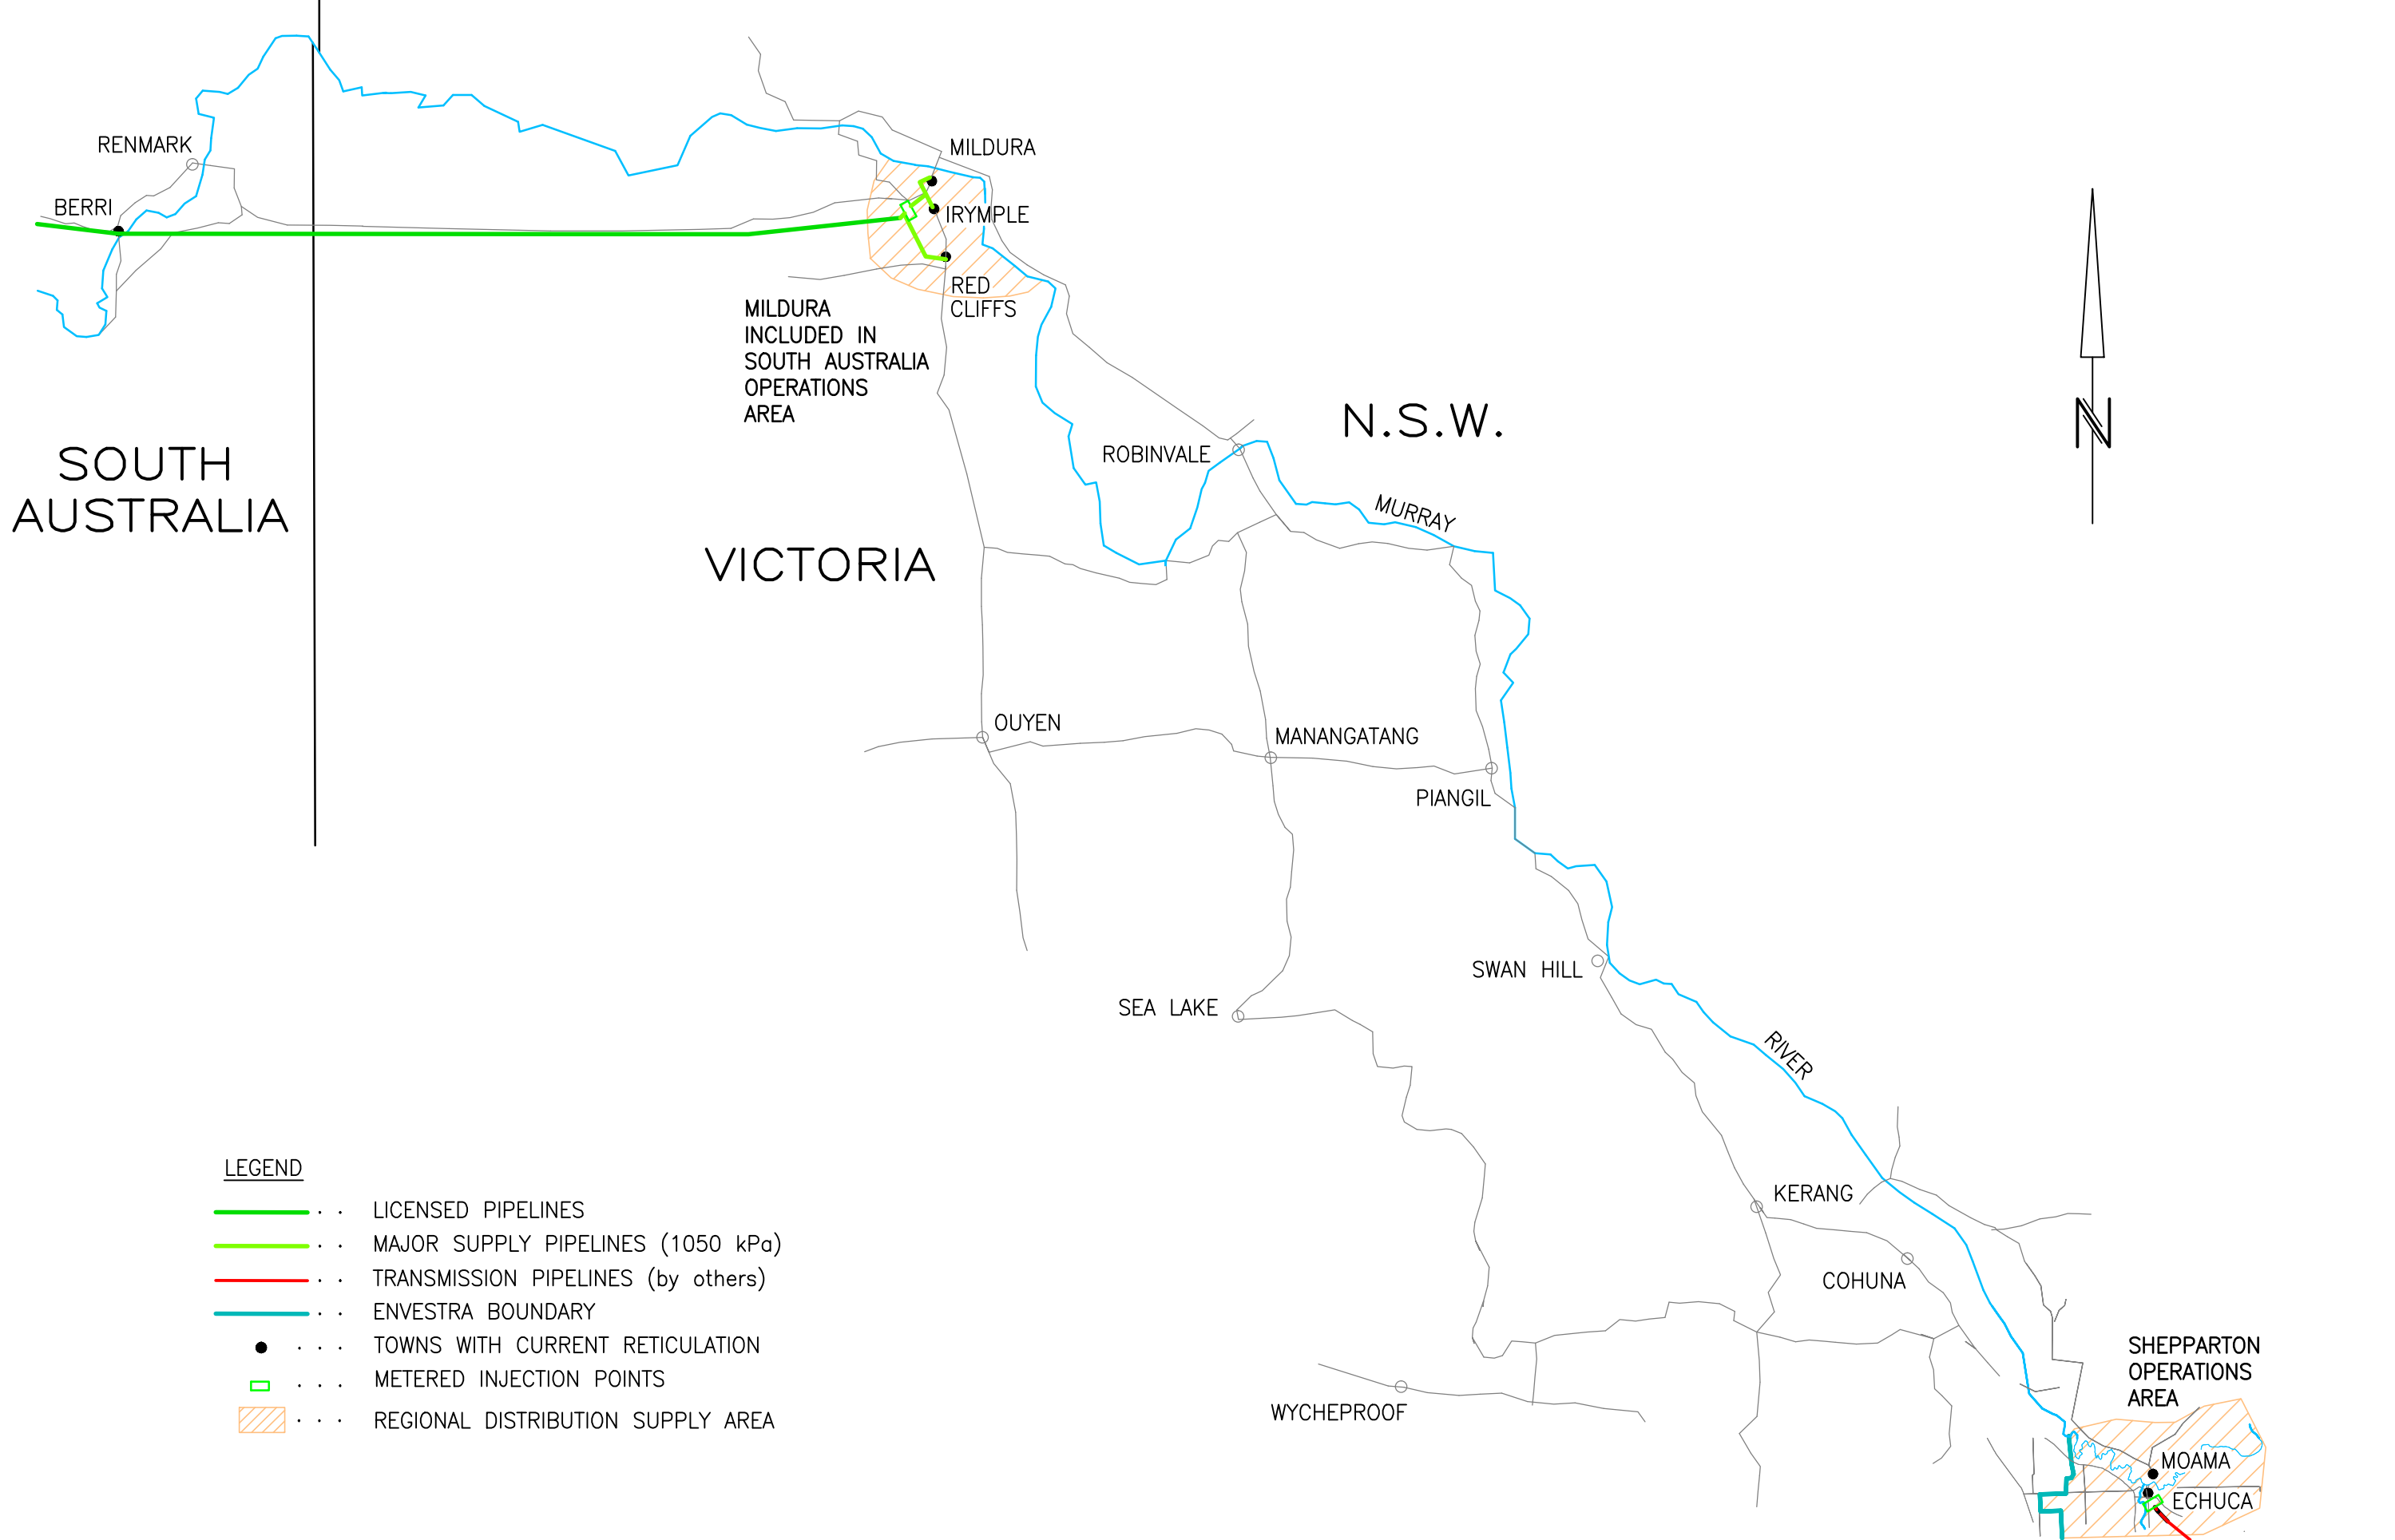 RENMARK
BERRI
MILDURA
IRYMPLE
RED
CLIFFS
MILDURA
INCLUDED IN
SOUTH AUSTRALIA
OPERATIONS
AREA
SOUTH
AUSTRALIA
VICTORIA
N.S.W.
N
ROBINVALE
MURRAY
OUYEN
MANANGATANG
PIANGIL
SWAN HILL
SEA LAKE
RIVER
KERANG
COHUNA
WYCHEPROOF
SHEPPARTON
OPERATIONS
AREA
MOAMA
ECHUCA
LEGEND
LICENSED PIPELINES
MAJOR SUPPLY PIPELINES (1050 kPa)
TRANSMISSION PIPELINES (by others)
ENVESTRA BOUNDARY
TOWNS WITH CURRENT RETICULATION
METERED INJECTION POINTS
REGIONAL DISTRIBUTION SUPPLY AREA